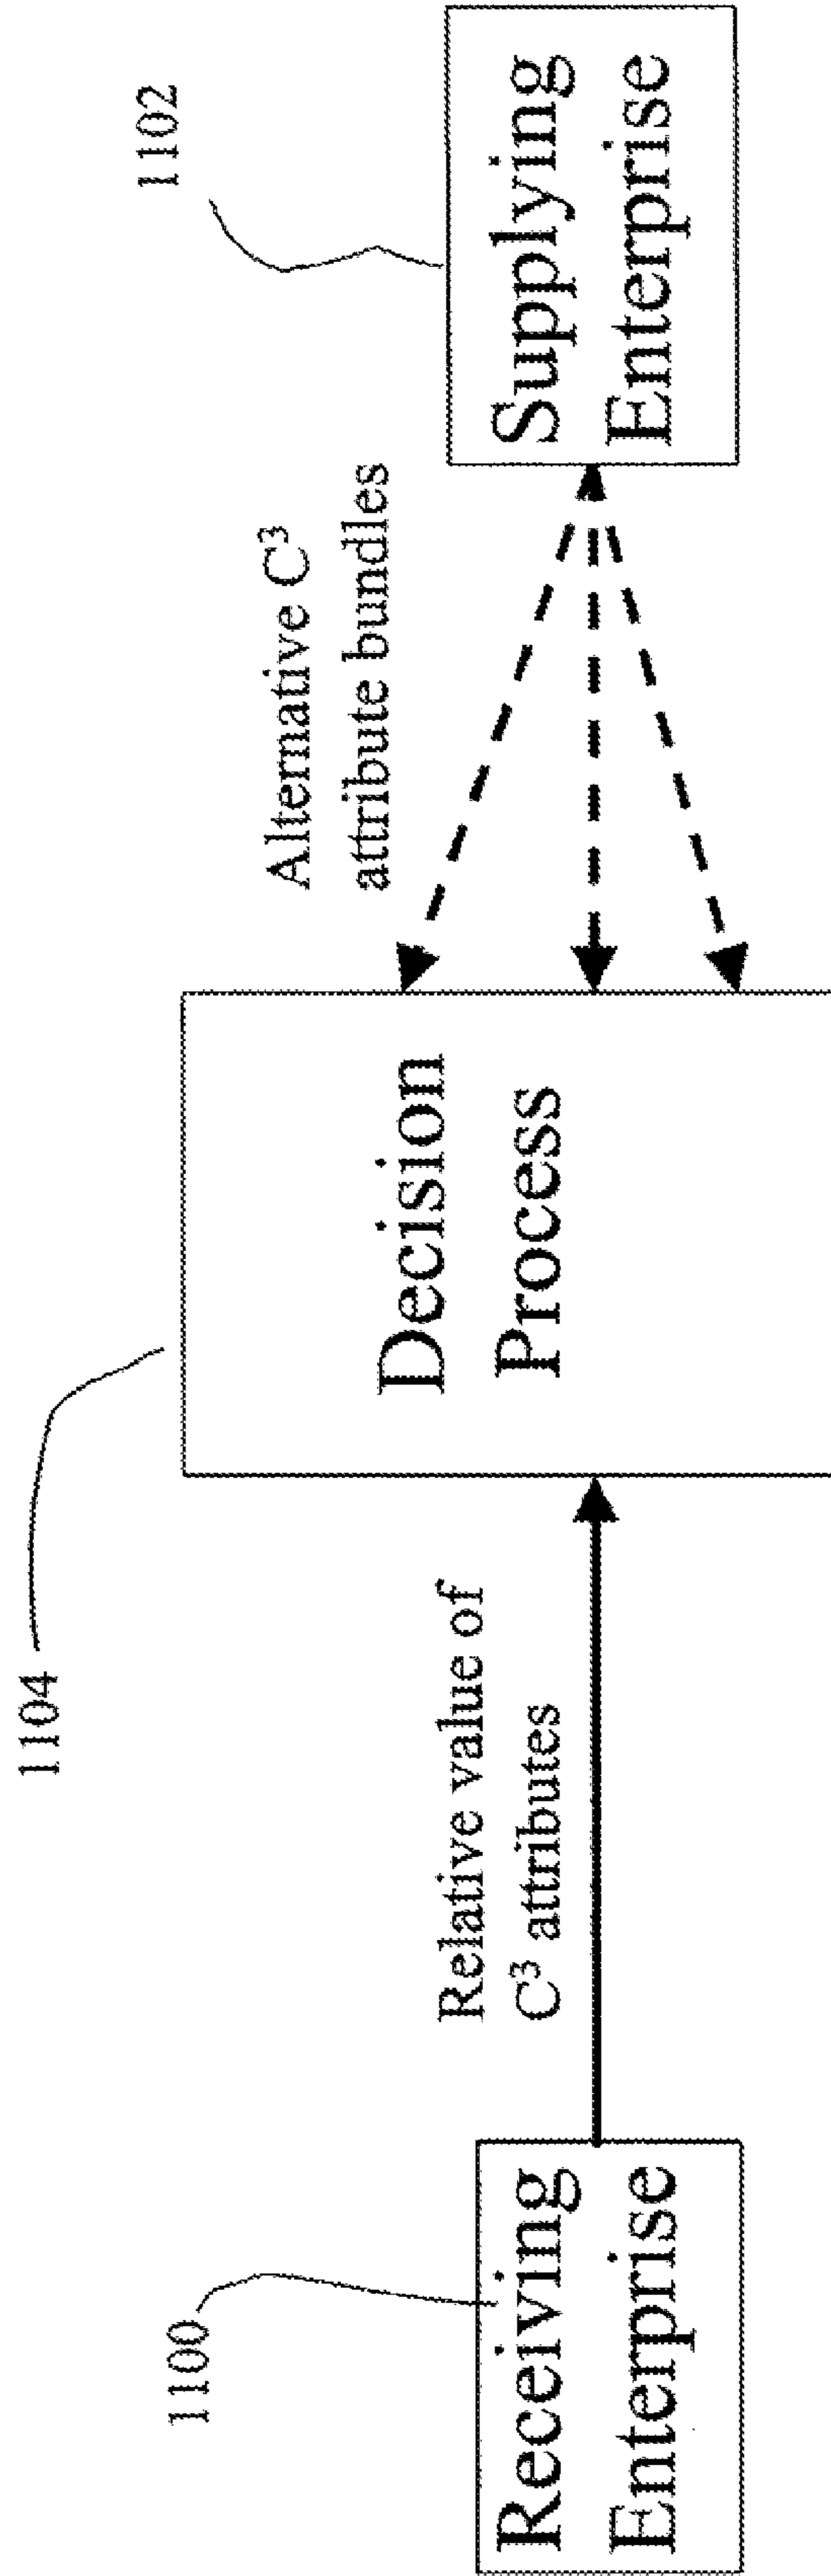 1104
1102
1100
Receiving
Enterprise
Relative value of
C³ attributes
Decision
Process
Alternative C³
attribute bundles
Supplying
Enterprise